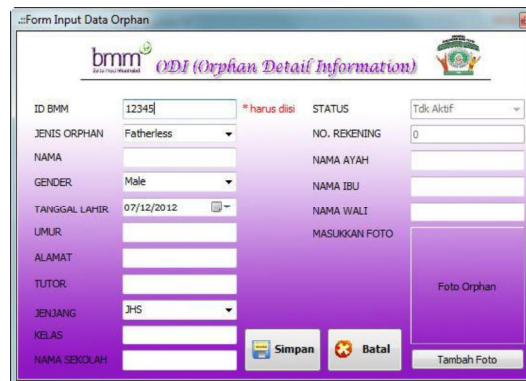 .::Form Input Data Orphan
bmm
ODI (Orphan Detail Information)
ID BMM 12345 * harus diisi STATUS Tdk Aktif
JENIS ORPHAN Fatherless NO. REKENING 0
NAMA NAMA AYAH
GENDER Male NAMA IBU
TANGGAL LAHIR 07/12/2012 NAMA WALI
UMUR MASUKKAN FOTO
ALAMAT
TUTOR Foto Orphan
JENJANG JHS
KELAS
Simpan Batal
NAMA SEKOLAH Tambah Foto